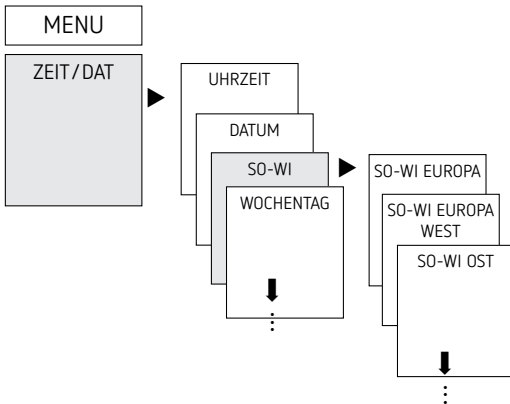 MENU
ZEIT/DAT
UHRZEIT
DATUM
SO-WI
WOCHENTAG
SO-WI EUROPA
SO-WI EUROPA
WEST
SO-WI OST